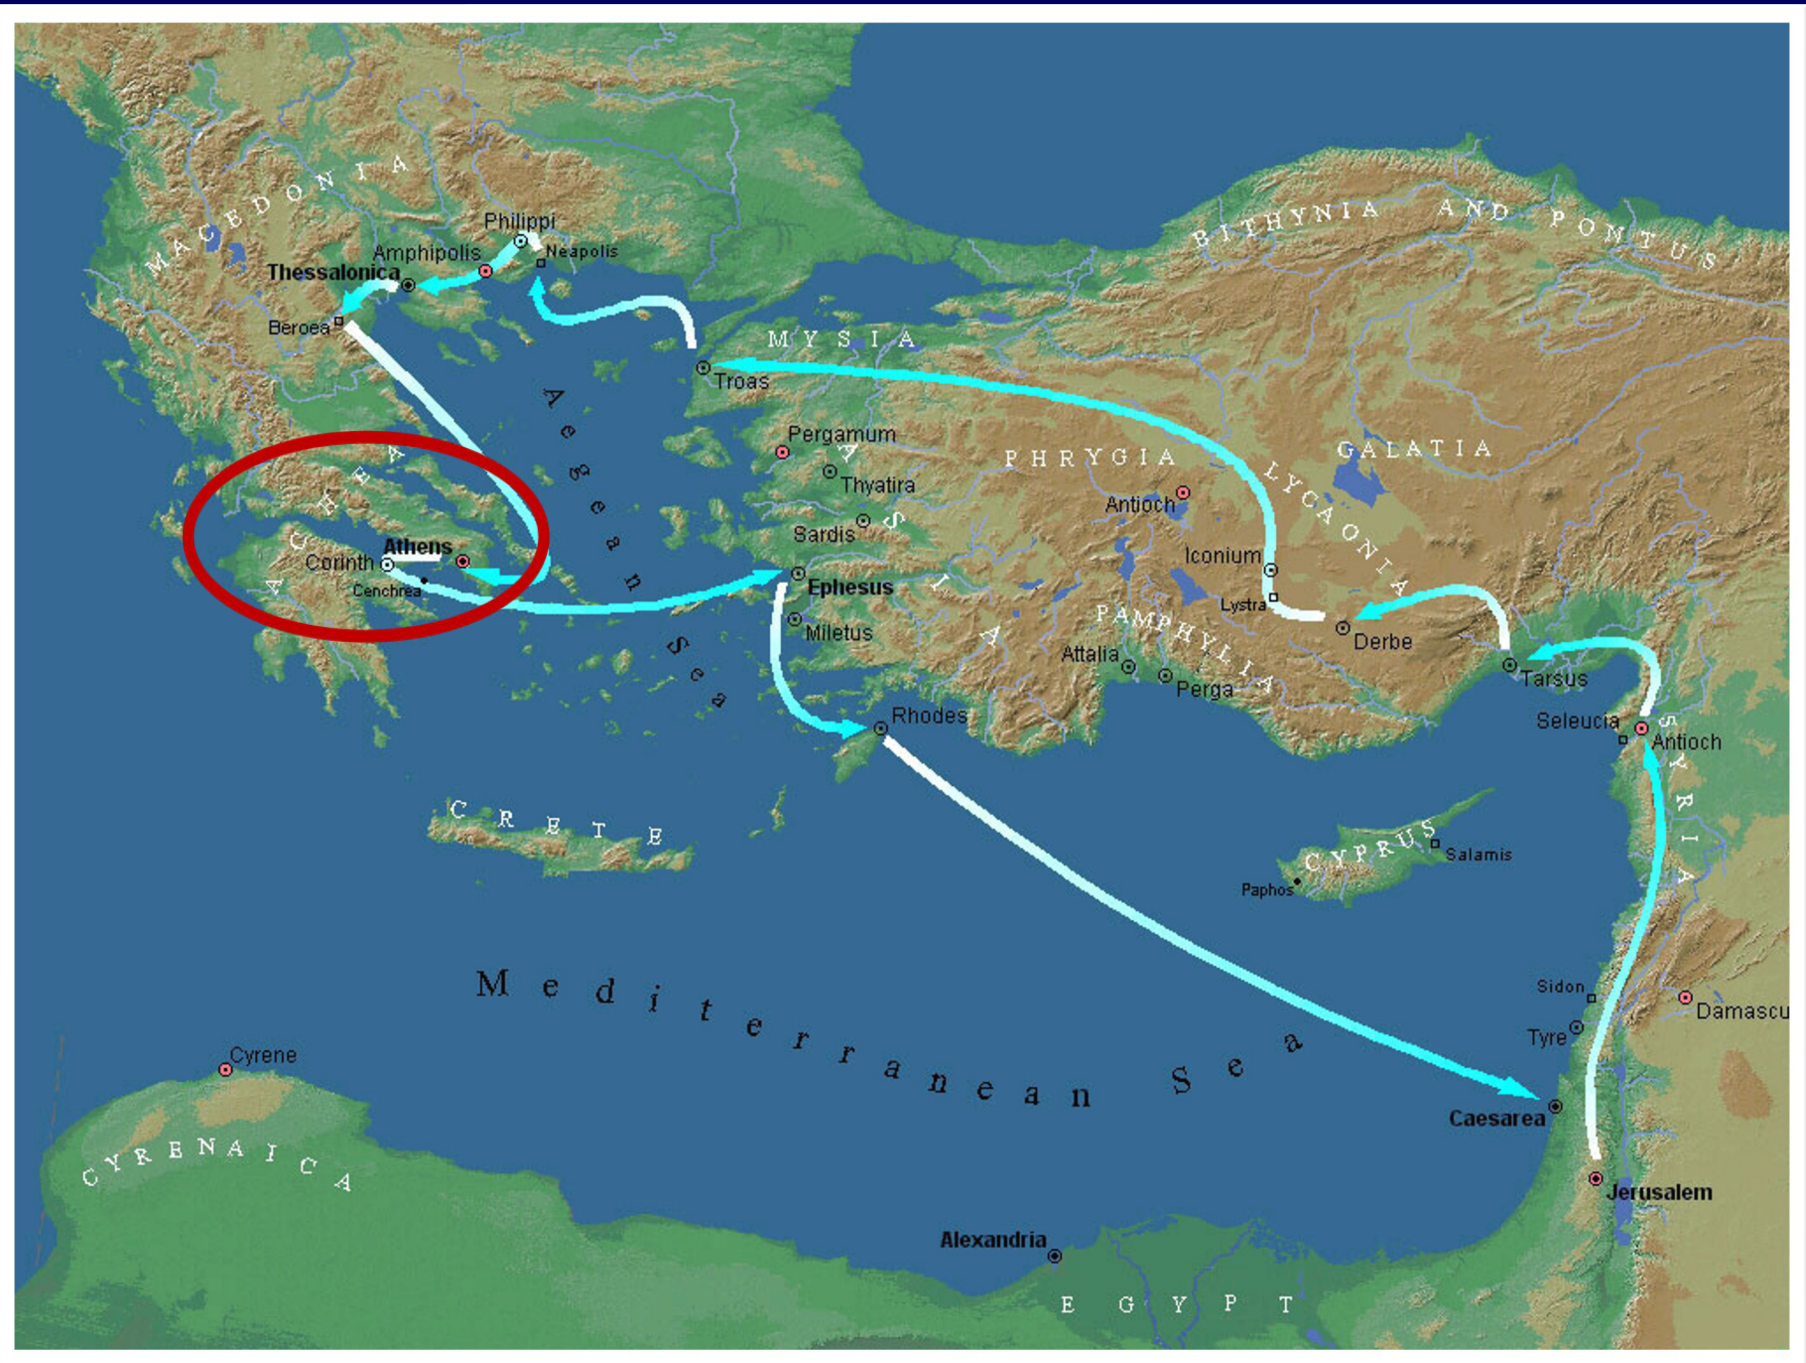 MACEDONIA
Philippi
Neapolis
Amphipolis
Thessalonica
Beroea
BITHYNIA AND PONTUS
MYSIA
Troas
Aegean Sea
Pergamum
Thyatira
Sardis
ASIA
PHRYGIA
Antioch
GALATIA
LYCAONIA
Iconium
Lystra
Derbe
ACHEA
Athens
Corinth
Cenchrea
Ephesus
Miletus
PAMPHYLIA
Attalia
Perga
Tarsus
Seleucia
Antioch
SYRIA
Rhodes
CRETE
CYPRUS
Salamis
Paphos
Mediterranean Sea
Sidon
Tyre
Damascu
Cyrene
CYRENAICA
Caesarea
Jerusalem
Alexandria
EGYPT